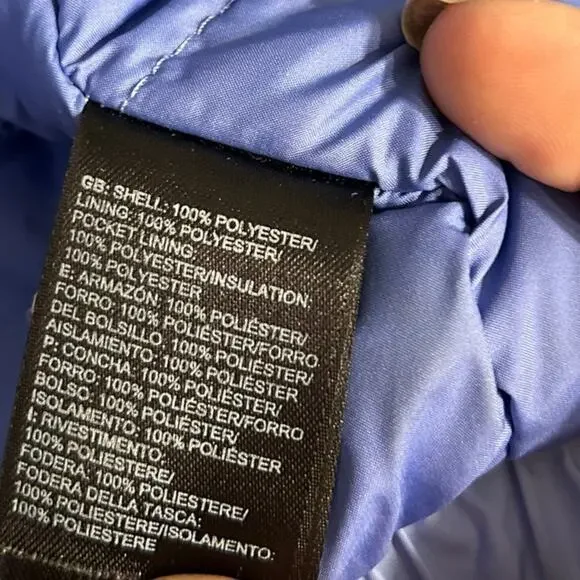 GB: SHELL: 100% POLYESTER/
LINING: 100% POLYESTER/
POCKET LINING:
100% POLYESTER/INSULATION:
100% POLYESTER
E: ARMAZÓN: 100% POLIÉSTER/
FORRO: 100% POLIÉSTER/FORRO
DEL BOLSILLO: 100% POLIÉSTER/
AISLAMIENTO: 100% POLIÉSTER
P: CONCHA: 100% POLIÉSTER/
FORRO: 100% POLIÉSTER/FORRO
BOLSO: 100% POLIÉSTER/
ISOLAMENTO: 100% POLIÉSTER
I: RIVESTIMENTO:
100% POLIESTERE/
FODERA: 100% POLIESTERE/
FODERA DELLA TASCA:
100% POLIESTERE/ISOLAMENTO:
100% POLIESTERE